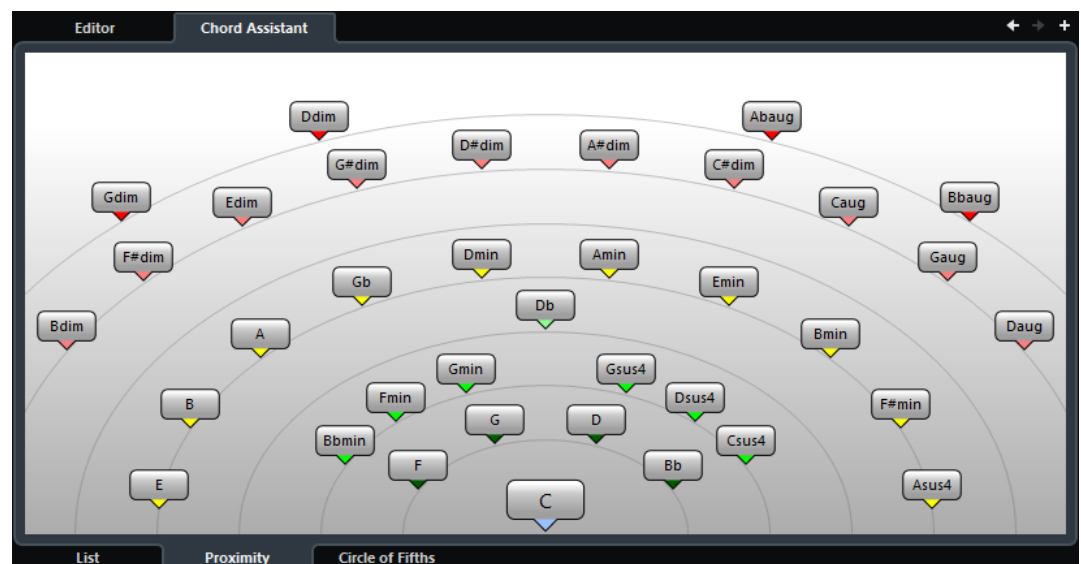 Editor
Chord Assistant
Ddim
Abaug
D#dim
A#dim
G#dim
C#dim
Gdim
Edim
Caug
Bbaug
F#dim
Dmin
Amin
Gaug
Gb
Emin
Db
Bdim
A
Bmin
Daug
Gmin
Gsus4
Fmin
Dsus4
B
F#min
G
D
Bbmin
Csus4
F
Bb
E
Asus4
C
List
Proximity
Circle of Fifths